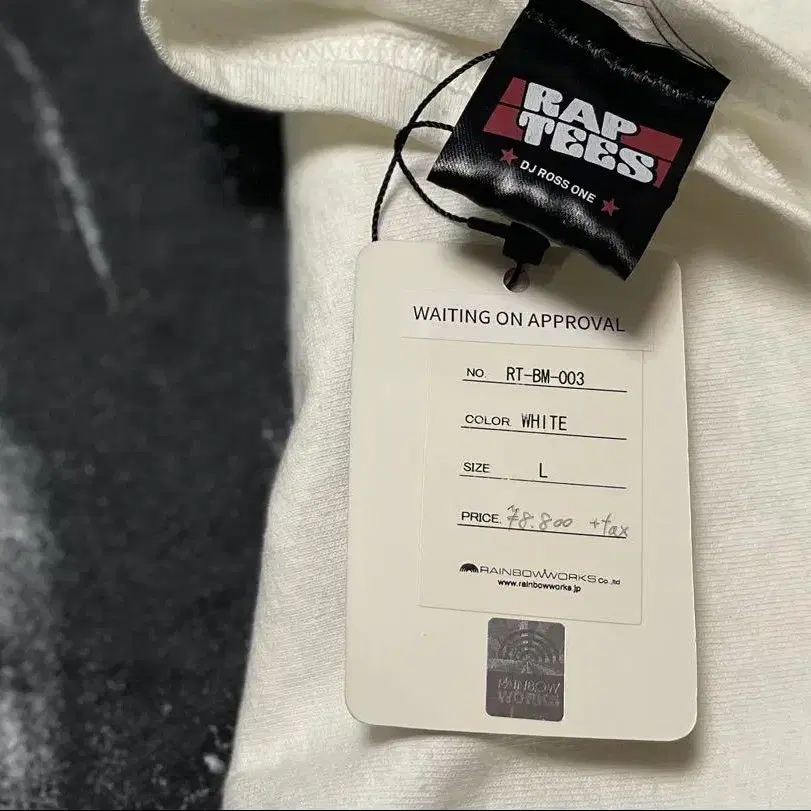 RAP
TEES
DJ ROSS ONE
WAITING ON APPROVAL
NO. RT-BM-003
COLOR WHITE
SIZE L
PRICE. ¥8.800 +tax
RAINBOWWORKS Co.,ltd
www.rainbowworks.jp
RAINBOW
WORKS